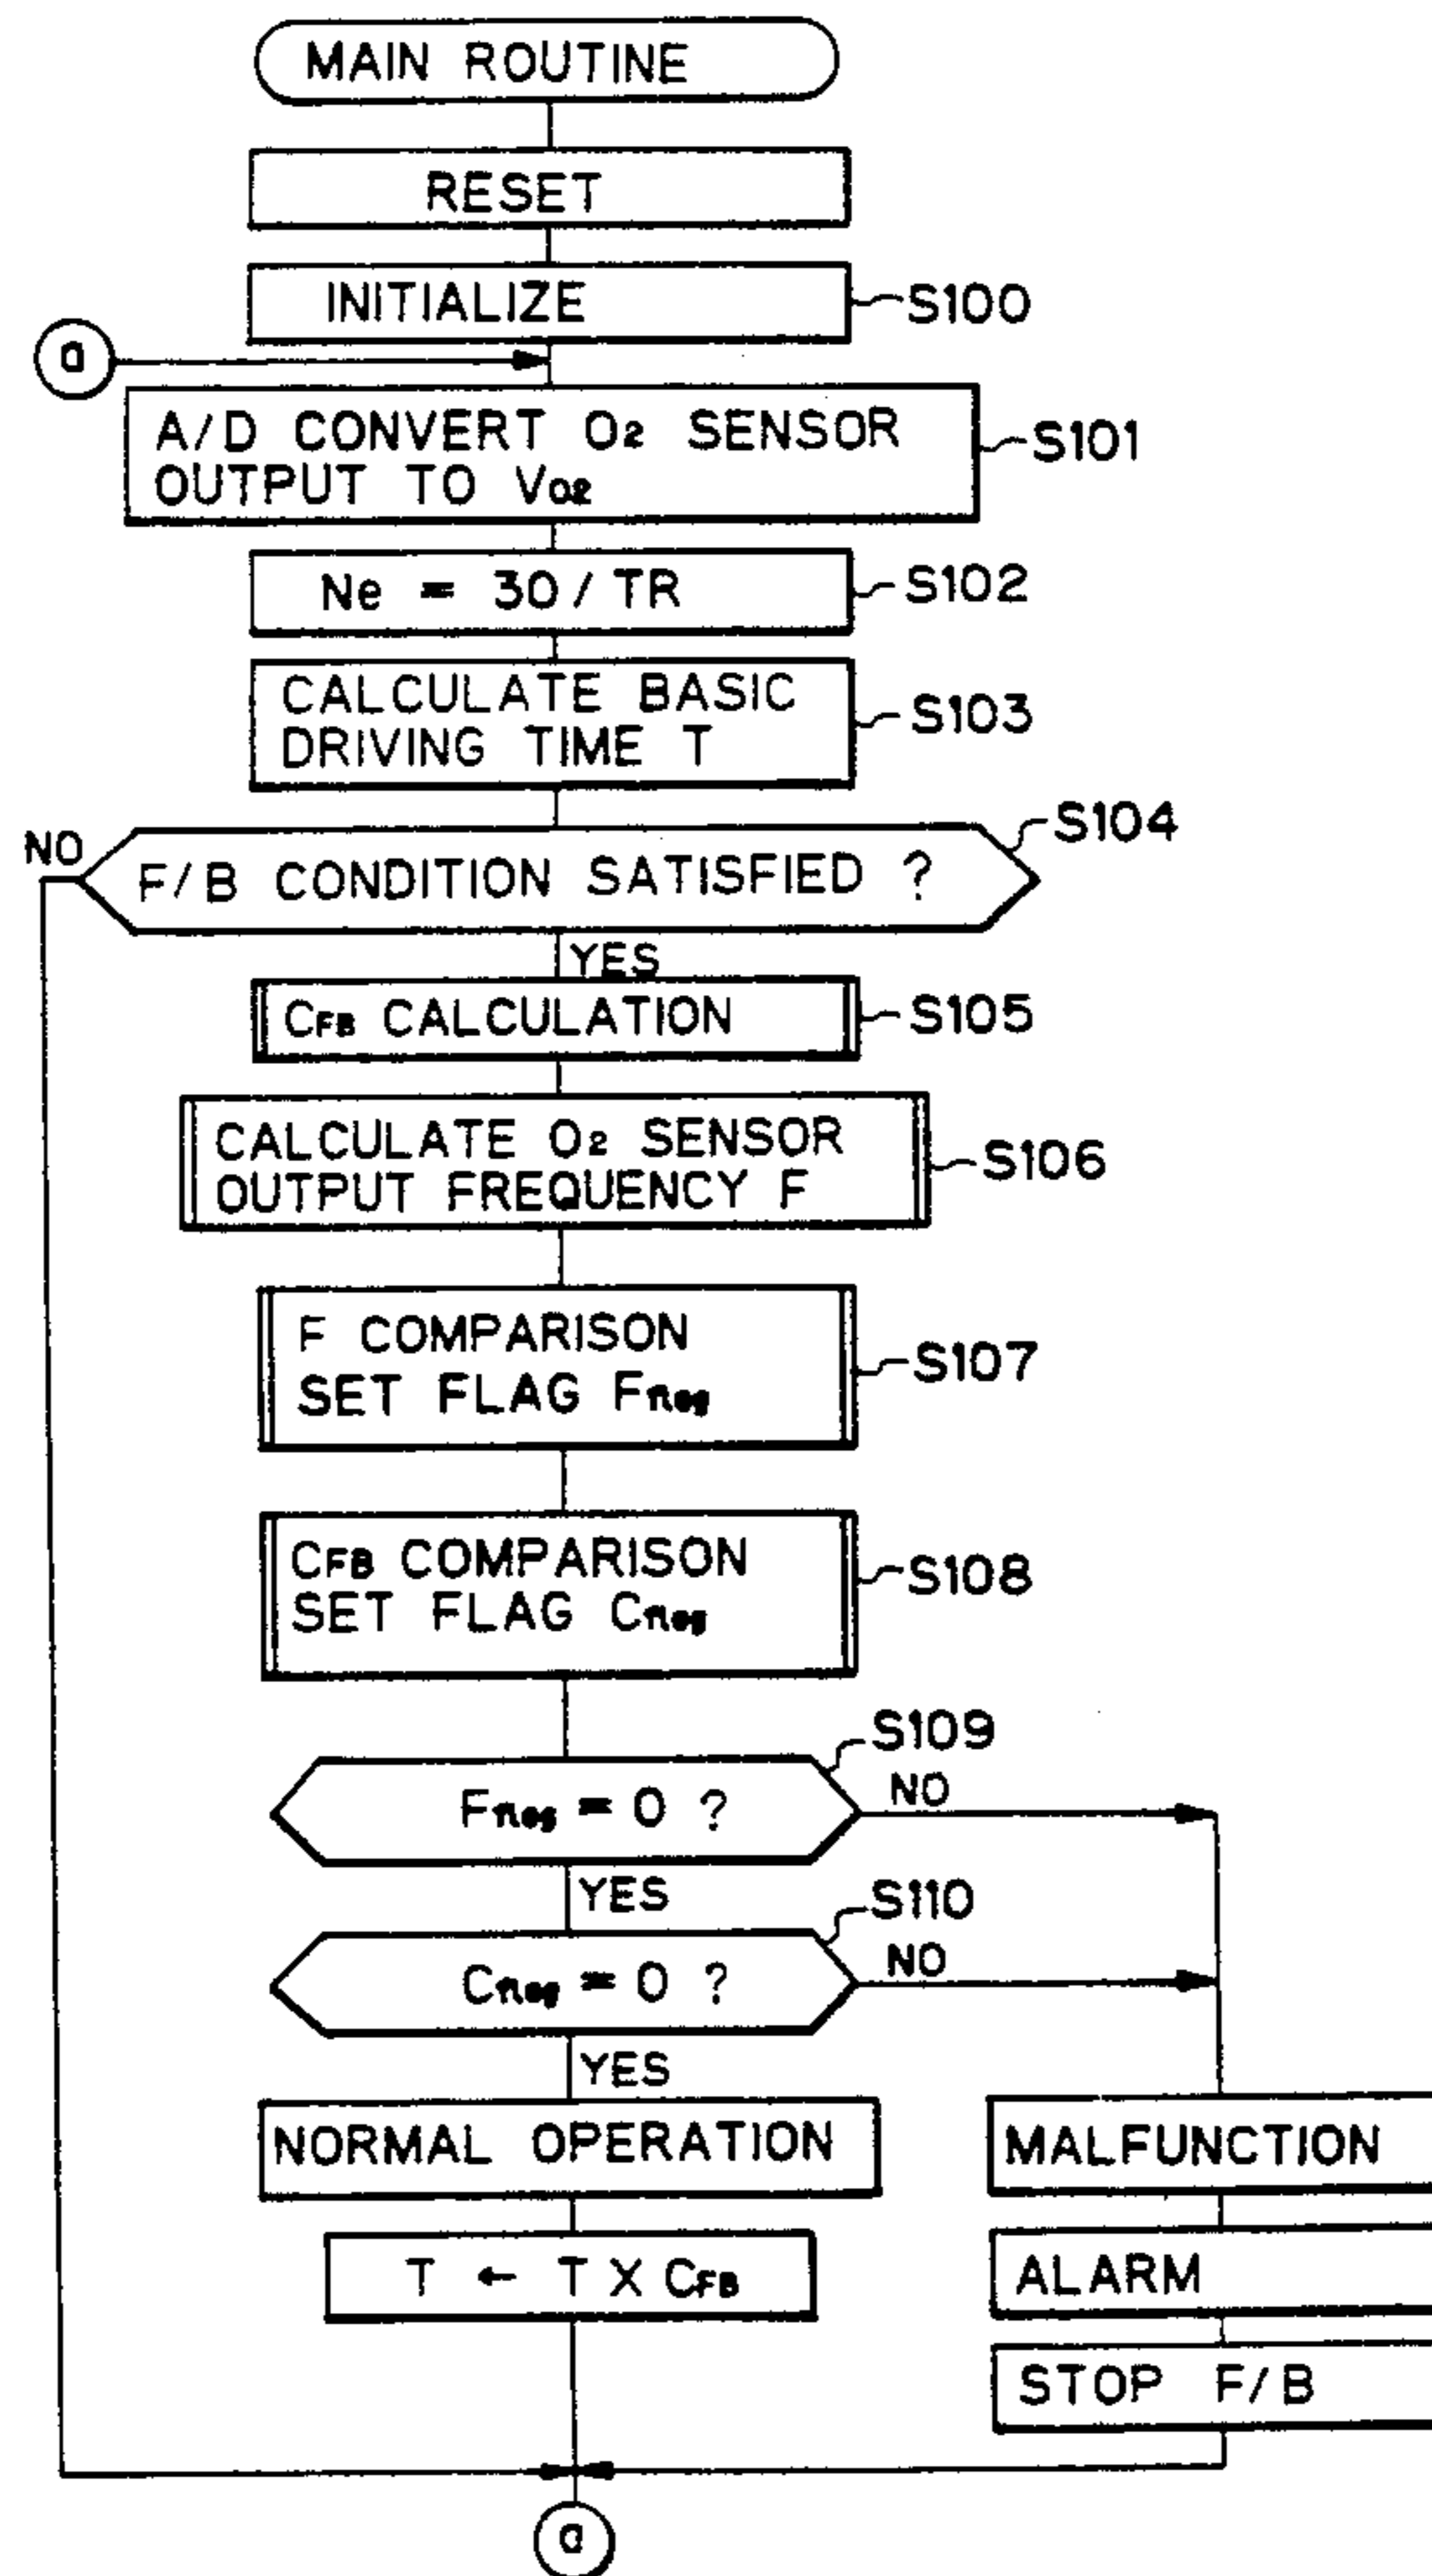 MAIN ROUTINE
RESET
INITIALIZE
S100
a
A/D CONVERT O2 SENSOR
OUTPUT TO VO2
S101
Ne = 30 / TR
S102
CALCULATE BASIC
DRIVING TIME T
S103
S104
NO
F/B CONDITION SATISFIED ?
YES
CFB CALCULATION
S105
CALCULATE O2 SENSOR
OUTPUT FREQUENCY F
S106
F COMPARISON
SET FLAG Fflag
S107
CFB COMPARISON
SET FLAG Cflag
S108
S109
Fflag = 0 ?
NO
YES
S110
Cflag = 0 ?
NO
YES
NORMAL OPERATION
MALFUNCTION
T ← T X CFB
ALARM
STOP F/B
a